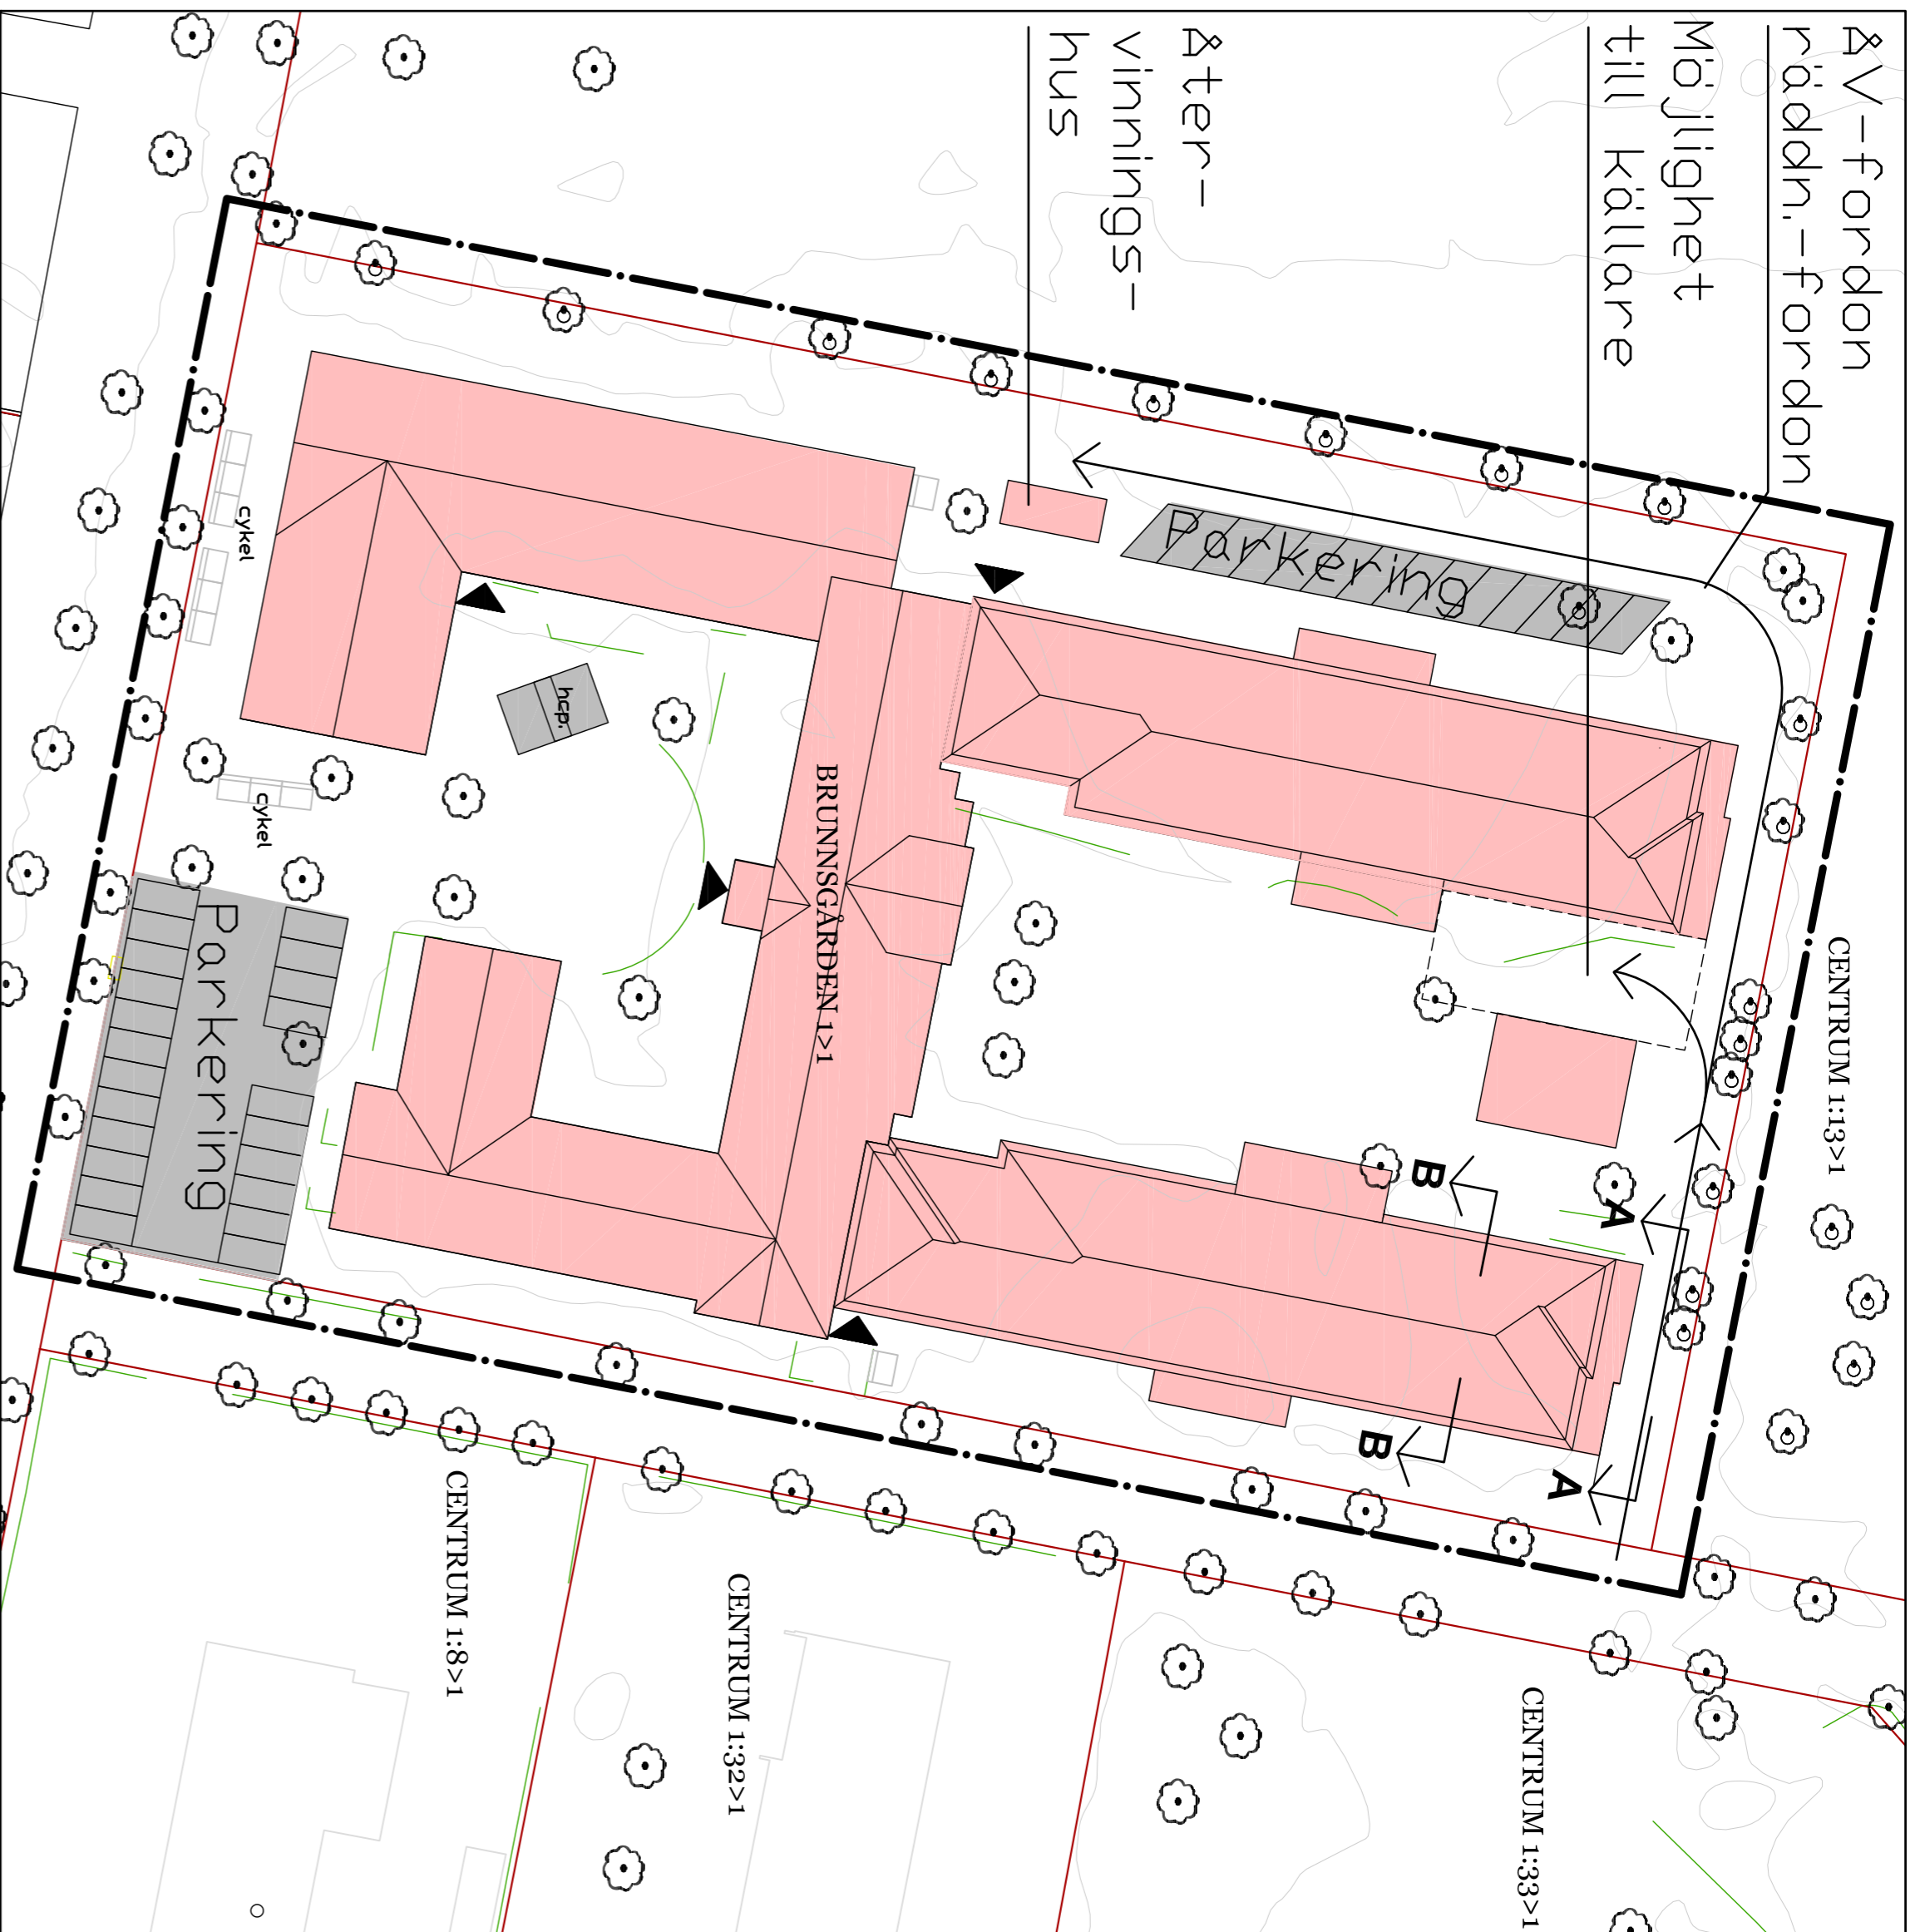 ÅV-fordon
räddn.-fordon
Möjlighet
till källare
Åter-
vinnings-
hus
Parkering
CENTRUM 1:13>1
cykel
hcp.
BRUNNSGÅRDEN 1>1
cykel
Parkering
B
A
B
A
CENTRUM 1:8>1
CENTRUM 1:32>1
CENTRUM 1:33>1